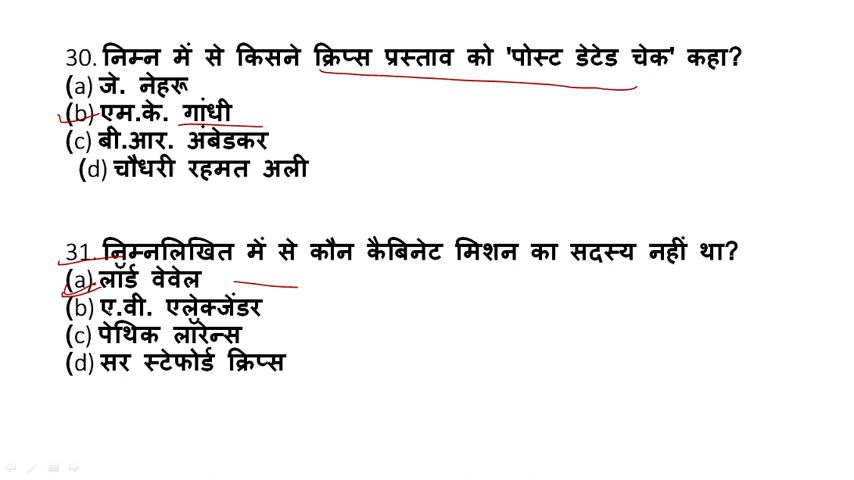 30. निम्न में से किसने क्रिप्स प्रस्ताव को 'पोस्ट डेटेड चेक' कहा?
(a) जे. नेहरू
(b) एम.के. गांधी
(c) बी.आर. अंबेडकर
(d) चौधरी रहमत अली
31. निम्नलिखित में से कौन कैबिनेट मिशन का सदस्य नहीं था?
(a) लॉर्ड वेवेल
(b) ए.वी. एलेक्जेंडर
(c) पेथिक लॉरेन्स
(d) सर स्टेफोर्ड क्रिप्स